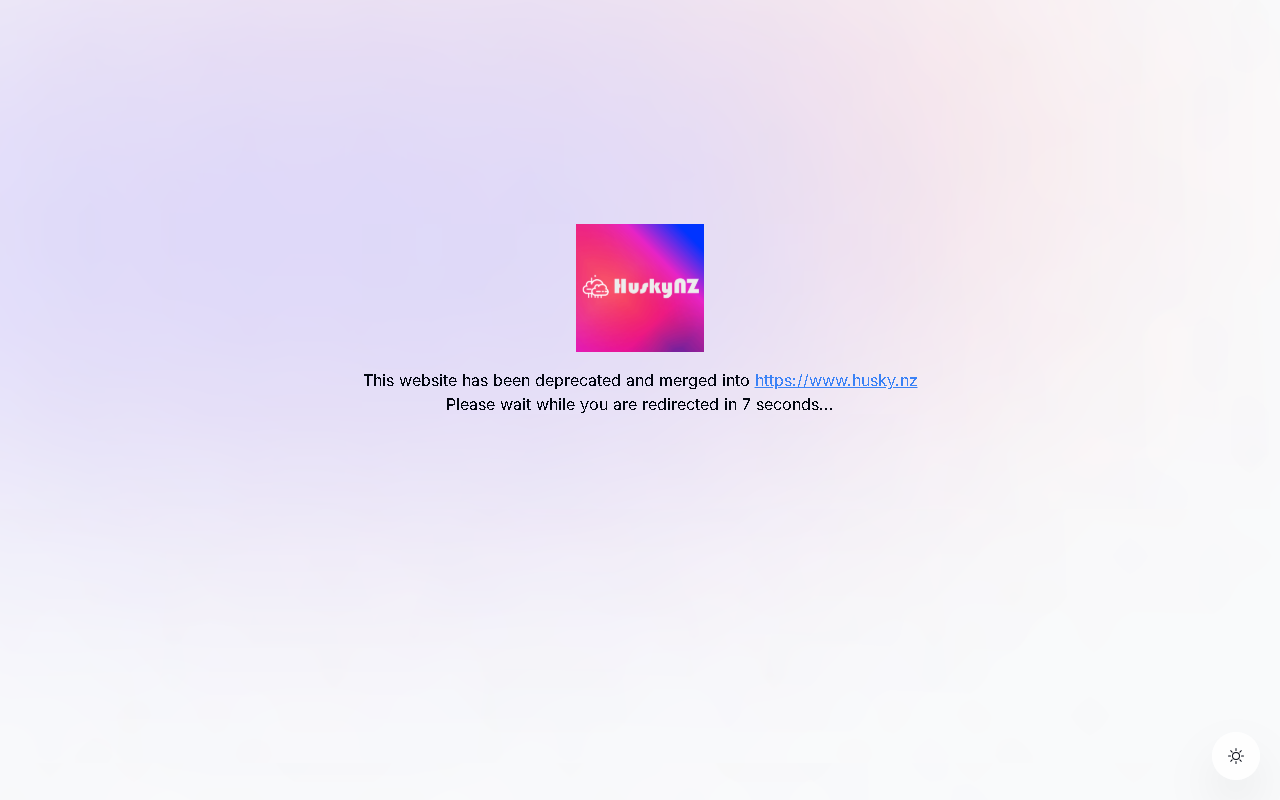 HuskyNZ
This website has been deprecated and merged into https://www.husky.nz
Please wait while you are redirected in 7 seconds...